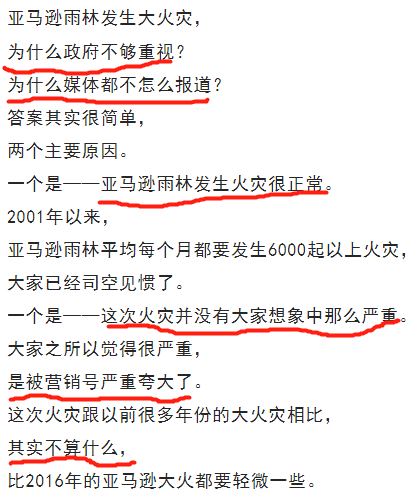 亚马逊雨林发生大火灾，
为什么政府不够重视？
为什么媒体都不怎么报道？
答案其实很简单，
两个主要原因。
一个是——亚马逊雨林发生火灾很正常。
2001年以来，
亚马逊雨林平均每个月都要发生6000起以上火灾，
大家已经司空见惯了。
一个是——这次火灾并没有大家想象中那么严重。
大家之所以觉得很严重，
是被营销号严重夸大了。
这次火灾跟以前很多年份的大火灾相比，
其实不算什么，
比2016年的亚马逊大火都要轻微一些。